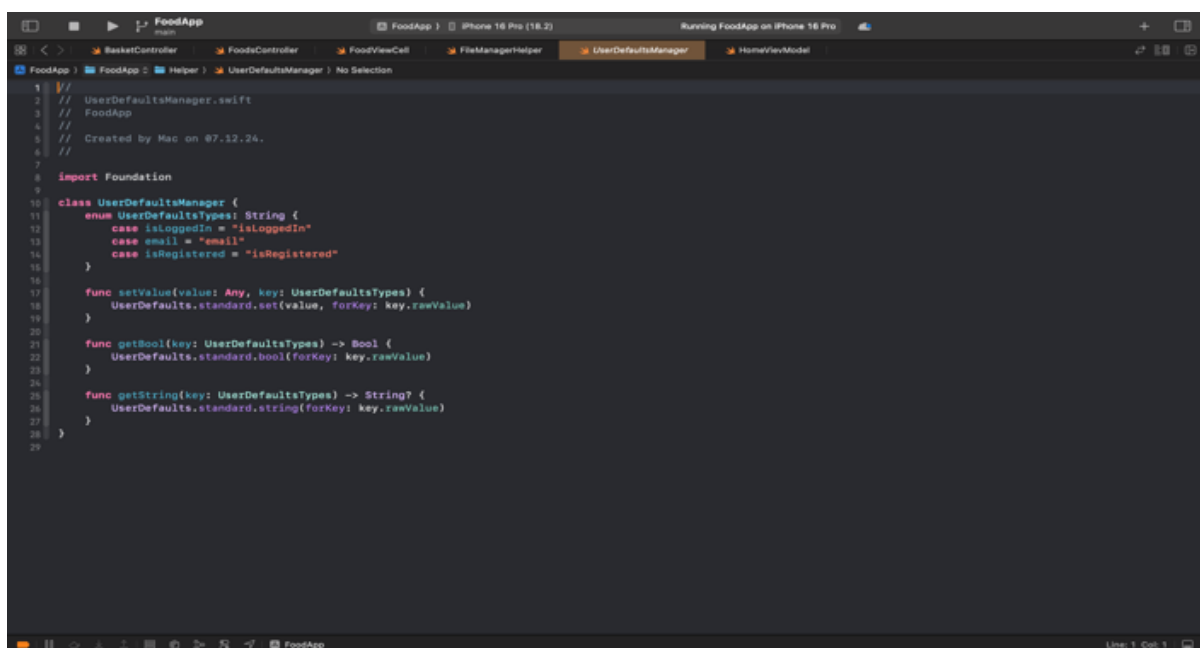 FoodApp
main
FoodApp 〉 iPhone 16 Pro (18.2)
Running FoodApp on iPhone 16 Pro
BasketController
FoodsController
FoodViewCell
FileManagerHelper
UserDefaultsManager
HomeVievModel
FoodApp 〉 FoodApp 〉 Helper 〉 UserDefaultsManager 〉 No Selection
1 //
2 // UserDefaultsManager.swift
3 // FoodApp
4 //
5 // Created by Mac on 07.12.24.
6 //
7
8 import Foundation
9
10 class UserDefaultsManager {
11 enum UserDefaultsTypes: String {
12 case isLoggedIn = "isLoggedIn"
13 case email = "email"
14 case isRegistered = "isRegistered"
15 }
16
17 func setValue(value: Any, key: UserDefaultsTypes) {
18 UserDefaults.standard.set(value, forKey: key.rawValue)
19 }
20
21 func getBool(key: UserDefaultsTypes) -> Bool {
22 UserDefaults.standard.bool(forKey: key.rawValue)
23 }
24
25 func getString(key: UserDefaultsTypes) -> String? {
26 UserDefaults.standard.string(forKey: key.rawValue)
27 }
28 }
29
FoodApp
Line: 1 Col: 1